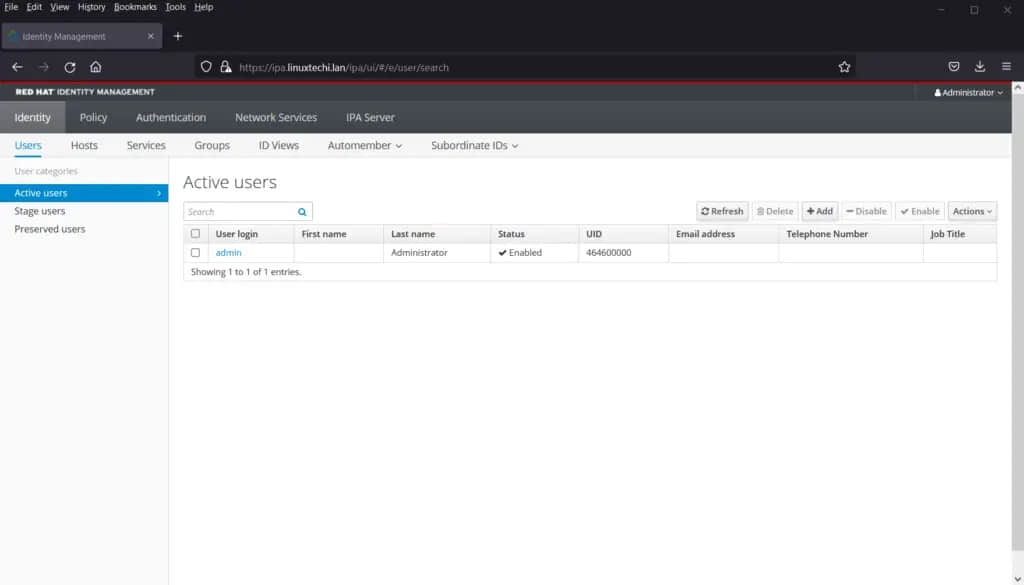 File Edit View History Bookmarks Tools Help
Identity Management
https://ipa.linuxtechi.lan/ipa/ui/#/e/user/search
RED HAT IDENTITY MANAGEMENT Administrator
Identity Policy Authentication Network Services IPA Server
Users Hosts Services Groups ID Views Automember Subordinate IDs
User categories
Active users
Stage users
Preserved users
Active users
Search Refresh Delete Add Disable Enable Actions
User login First name Last name Status UID Email address Telephone Number Job Title
admin Administrator Enabled 464600000
Showing 1 to 1 of 1 entries.